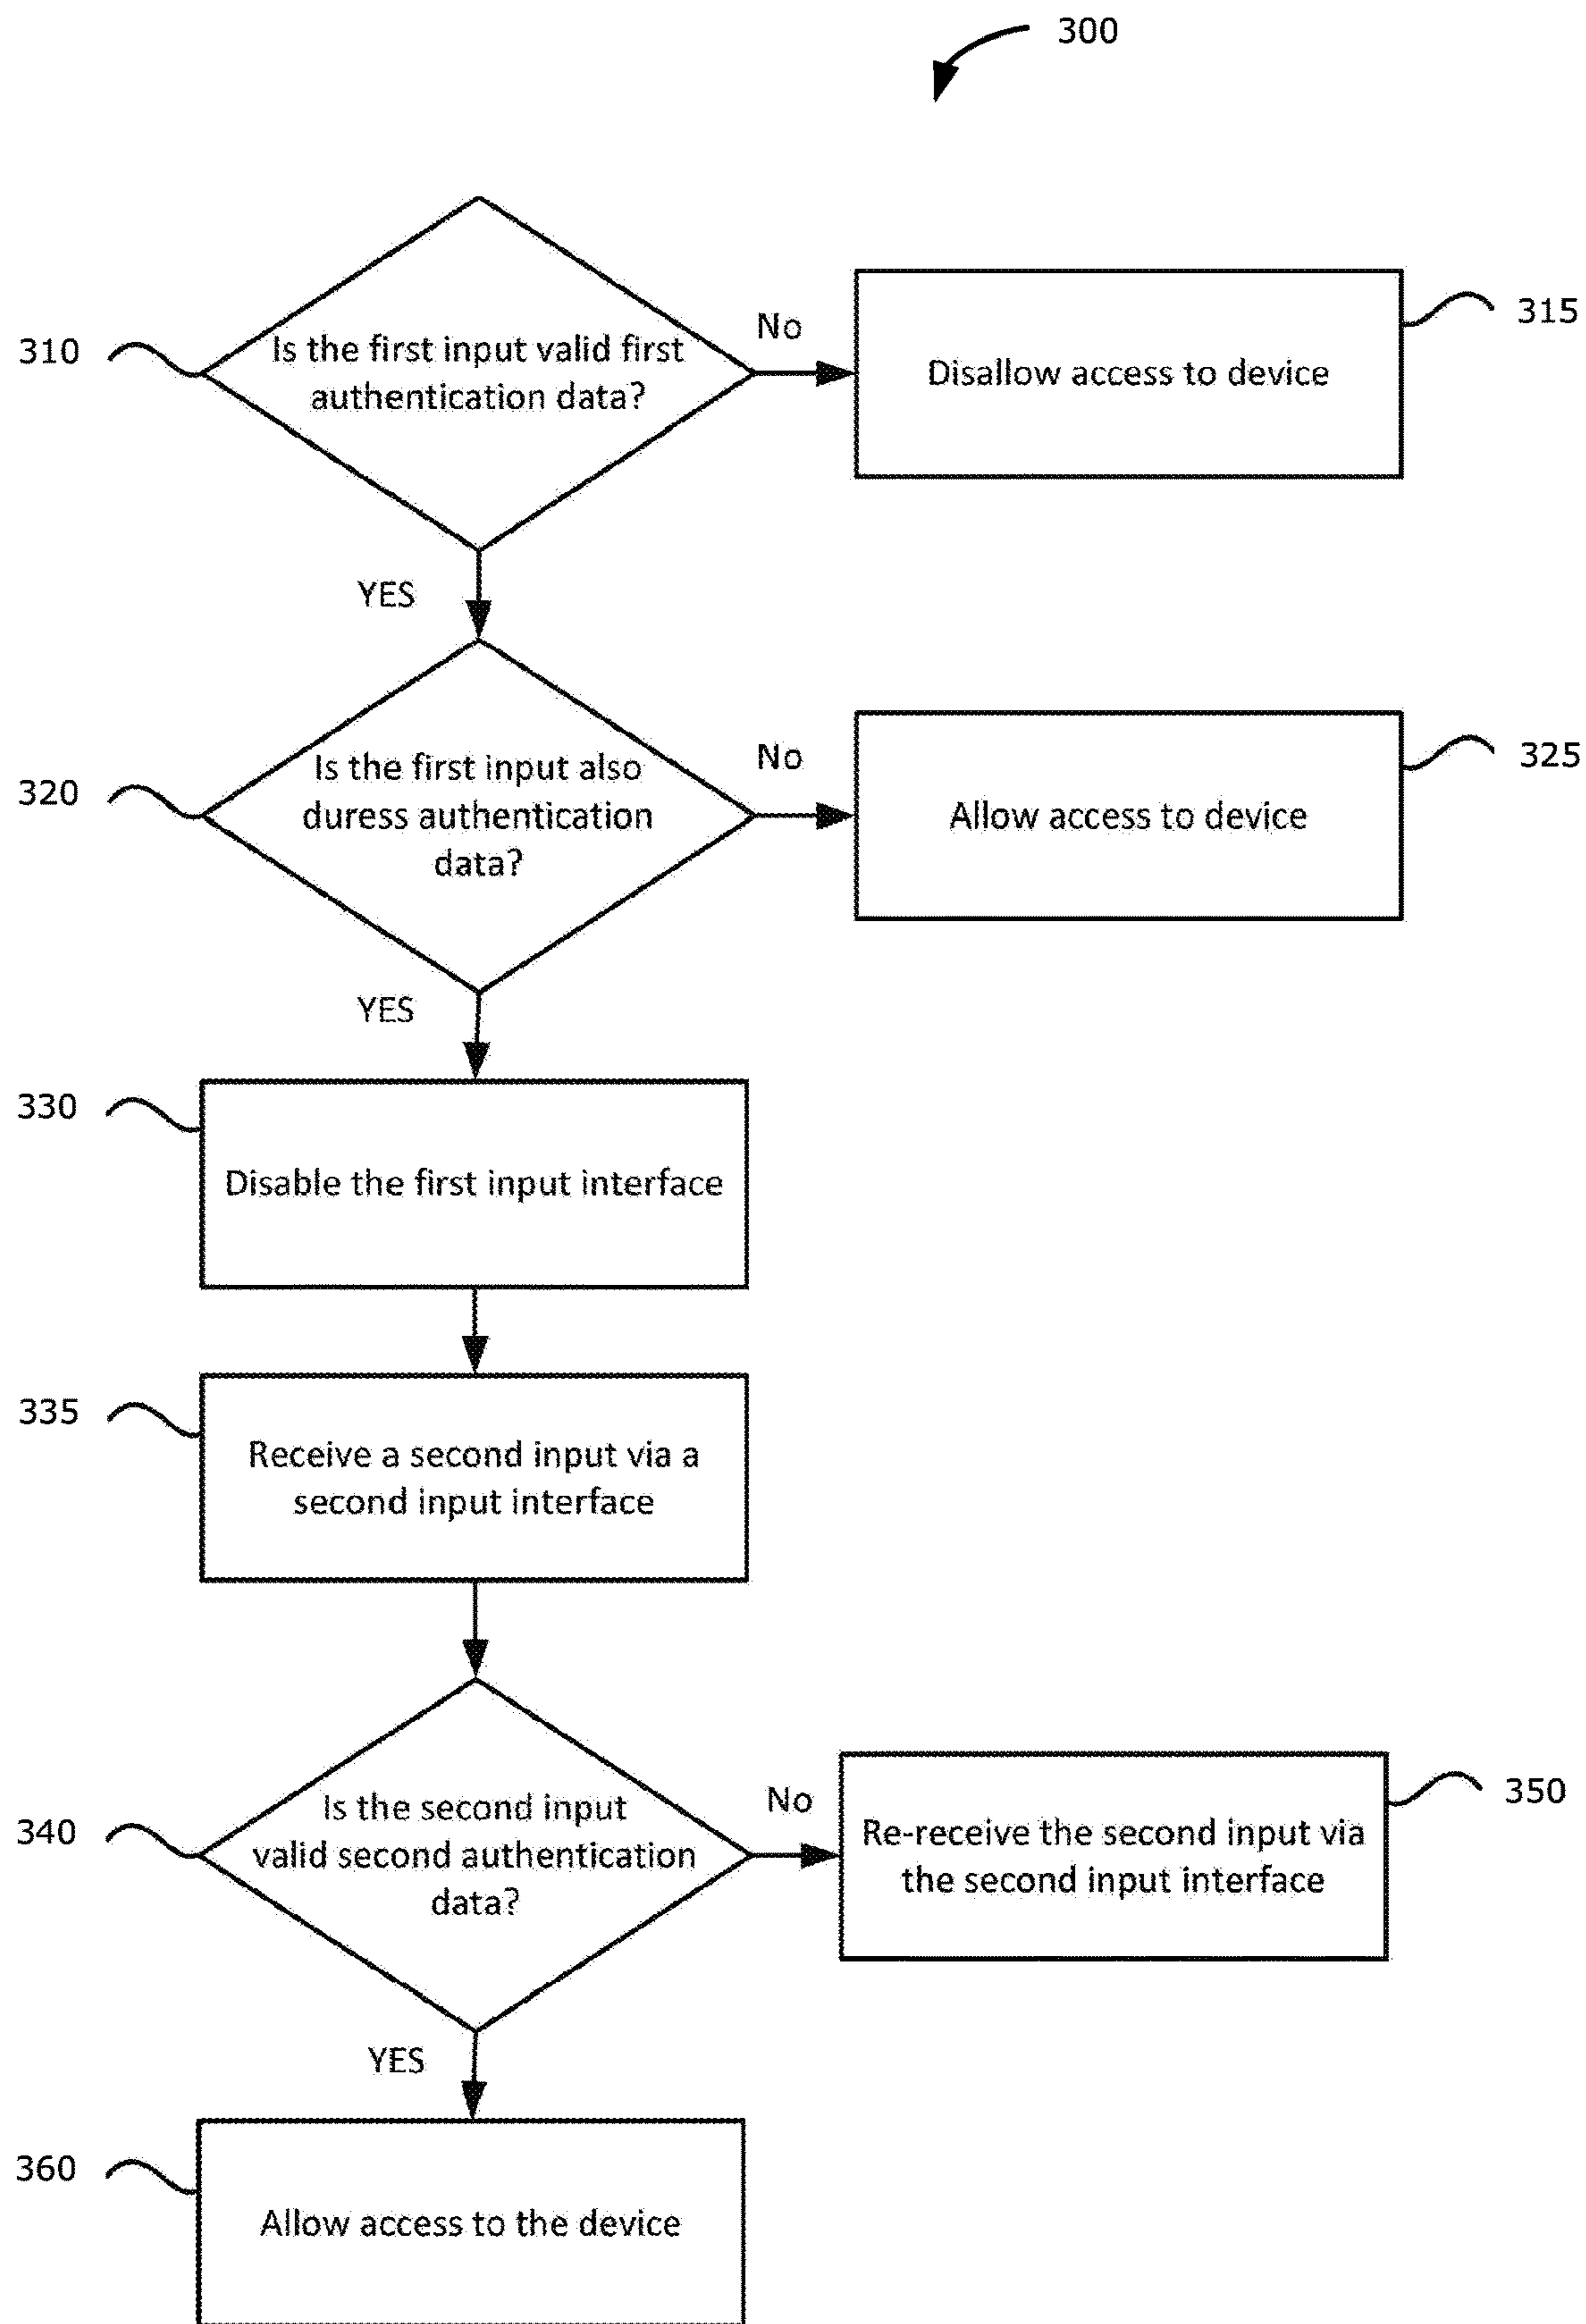 300
310
Is the first input valid first
authentication data?
No
Disallow access to device
315
YES
320
Is the first input also
duress authentication
data?
No
Allow access to device
325
YES
330
Disable the first input interface
335
Receive a second input via a
second input interface
340
Is the second input
valid second authentication
data?
No
Re-receive the second input via
the second input interface
350
YES
360
Allow access to the device